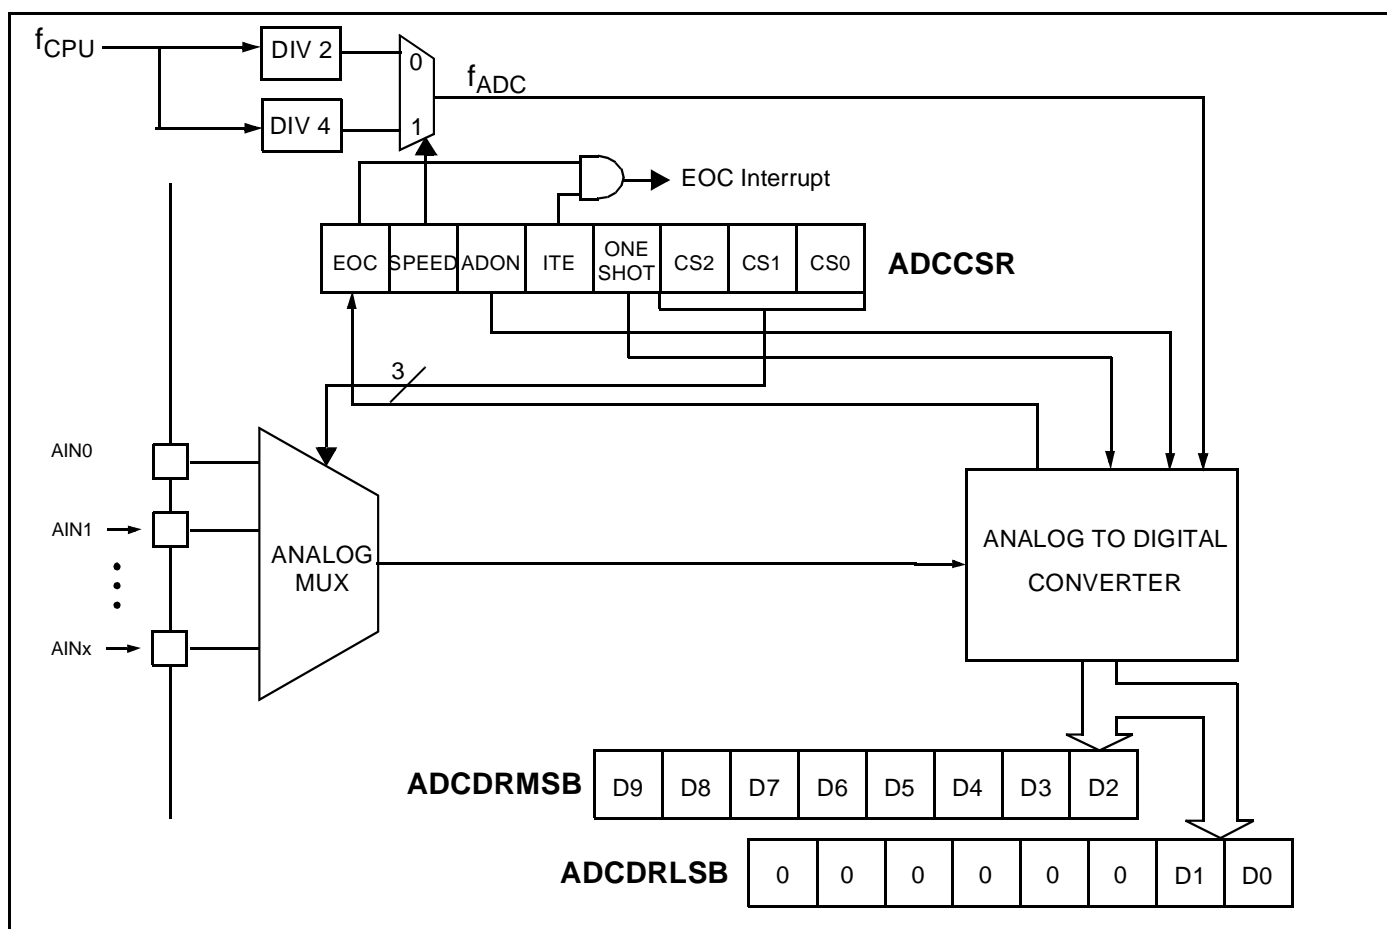 fCPU
DIV 2
0
fADC
DIV 4
1
EOC Interrupt
EOC SPEED ADON ITE ONE SHOT CS2 CS1 CS0 ADCCSR
3
AIN0
AIN1
ANALOG MUX
ANALOG TO DIGITAL CONVERTER
AINx
ADCDRMSB D9 D8 D7 D6 D5 D4 D3 D2
ADCDRLSB 0 0 0 0 0 0 D1 D0